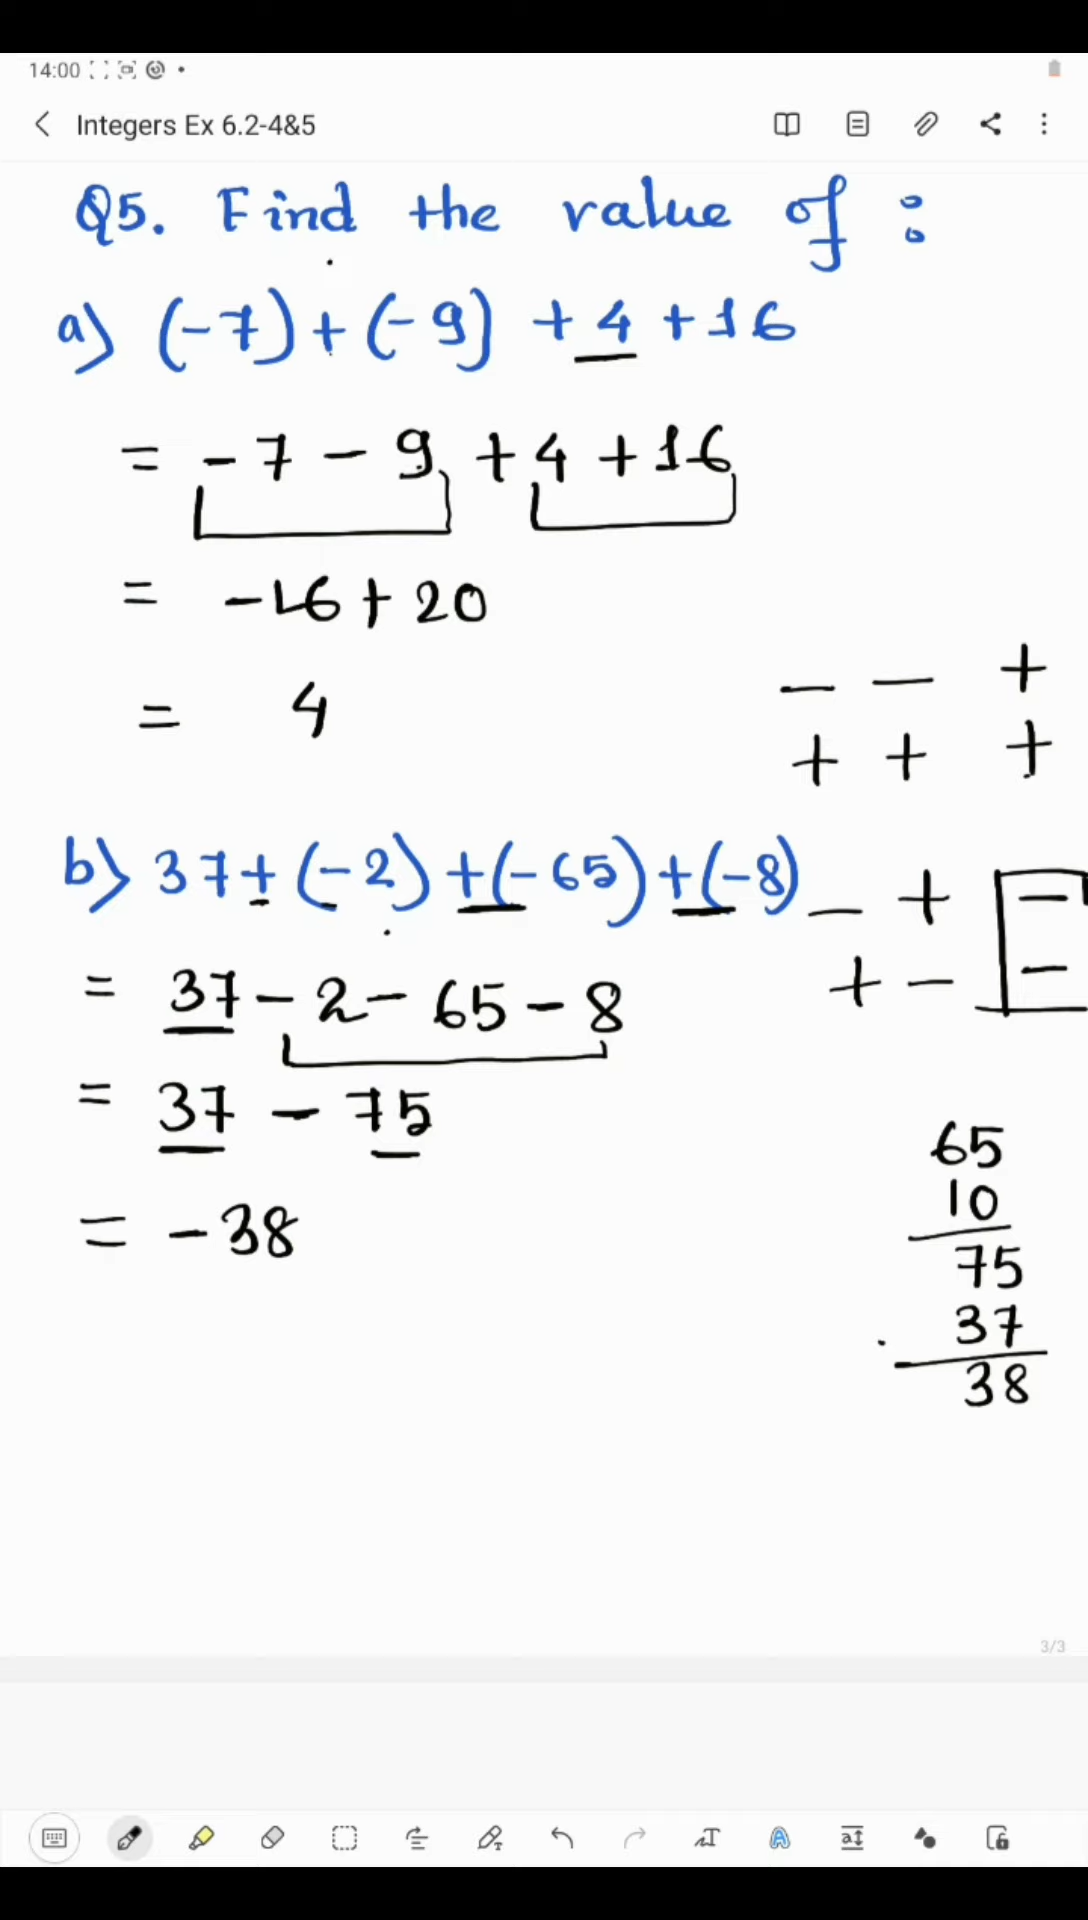 14:00
Integers Ex 6.2-4&5
Q5. Find the value of :
a) (-7) + (-9) + 4 + 16
= -7 - 9 + 4 + 16
= -16 + 20
= 4
- - +
+ + +
b) 37 + (-2) + (-65) + (-8)
- + -
+ - -
= 37 - 2 - 65 - 8
= 37 - 75
= -38
65
10
75
37
38
3/3